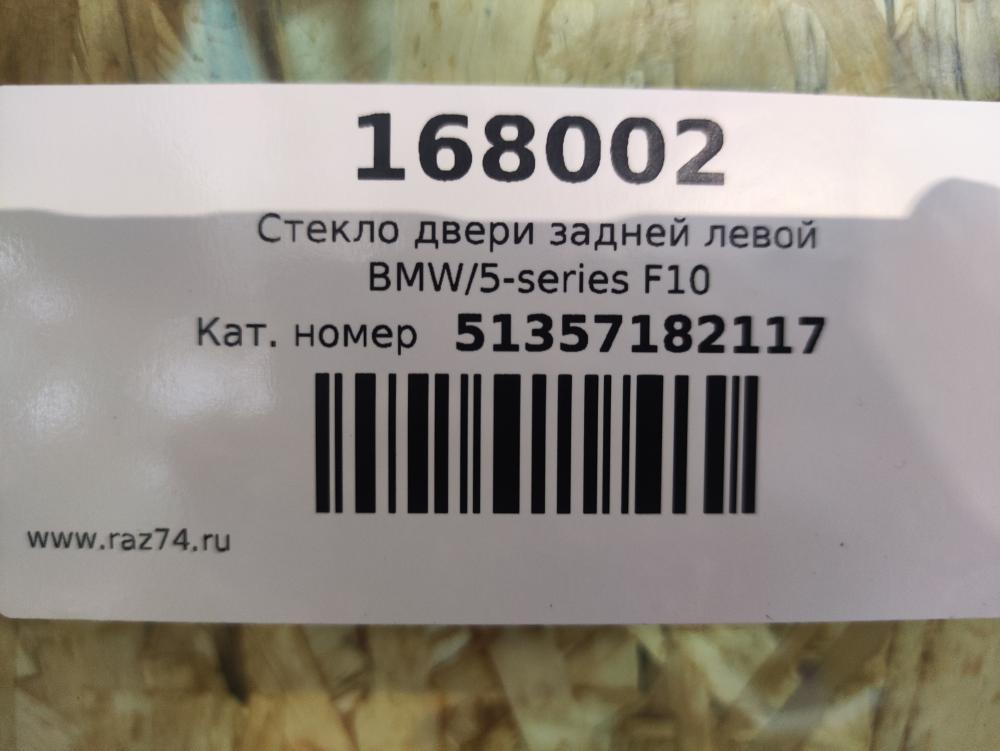 168002
Стекло двери задней левой
BMW/5-series F10
Кат. номер 51357182117
www.raz74.ru